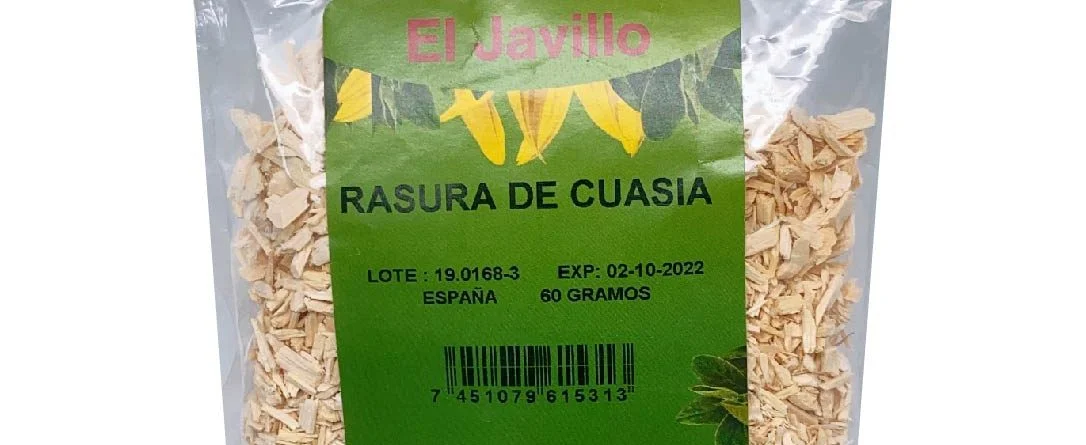 El Javillo
RASURA DE CUASIA
LOTE : 19.0168-3 EXP: 02-10-2022
ESPAÑA 60 GRAMOS
7 451079 615313